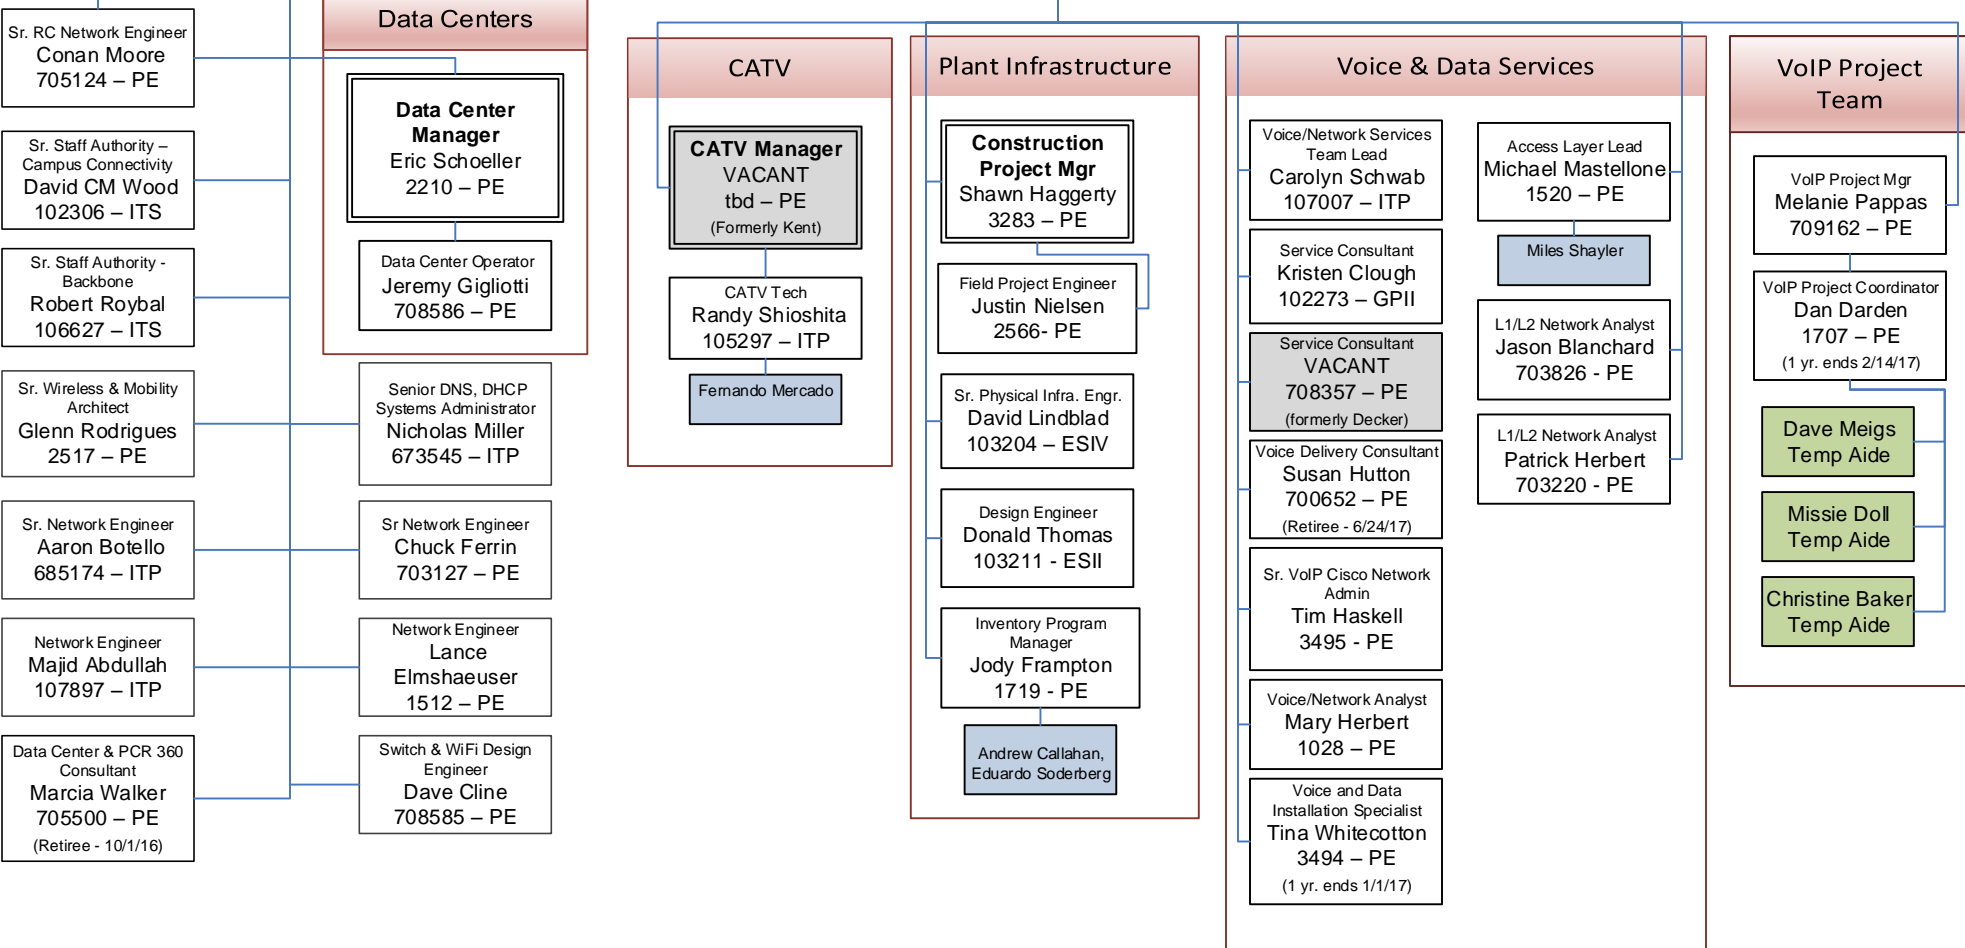 Sr. RC Network Engineer
Conan Moore
705124 – PE
Sr. Staff Authority –
Campus Connectivity
David CM Wood
102306 – ITS
Sr. Staff Authority -
Backbone
Robert Roybal
106627 – ITS
Sr. Wireless & Mobility
Architect
Glenn Rodrigues
2517 – PE
Sr. Network Engineer
Aaron Botello
685174 – ITP
Network Engineer
Majid Abdullah
107897 – ITP
Data Center & PCR 360
Consultant
Marcia Walker
705500 – PE
(Retiree - 10/1/16)
Data Centers
Data Center
Manager
Eric Schoeller
2210 – PE
Data Center Operator
Jeremy Gigliotti
708586 – PE
Senior DNS, DHCP
Systems Administrator
Nicholas Miller
673545 – ITP
Sr Network Engineer
Chuck Ferrin
703127 – PE
Network Engineer
Lance
Elmshaeuser
1512 – PE
Switch & WiFi Design
Engineer
Dave Cline
708585 – PE
CATV
CATV Manager
VACANT
tbd – PE
(Formerly Kent)
CATV Tech
Randy Shioshita
105297 – ITP
Fernando Mercado
Plant Infrastructure
Construction
Project Mgr
Shawn Haggerty
3283 – PE
Field Project Engineer
Justin Nielsen
2566- PE
Sr. Physical Infra. Engr.
David Lindblad
103204 – ESIV
Design Engineer
Donald Thomas
103211 - ESII
Inventory Program
Manager
Jody Frampton
1719 - PE
Andrew Callahan,
Eduardo Soderberg
Voice & Data Services
Voice/Network Services
Team Lead
Carolyn Schwab
107007 – ITP
Service Consultant
Kristen Clough
102273 – GPII
Service Consultant
VACANT
708357 – PE
(formerly Decker)
Voice Delivery Consultant
Susan Hutton
700652 – PE
(Retiree - 6/24/17)
Sr. VoIP Cisco Network
Admin
Tim Haskell
3495 - PE
Voice/Network Analyst
Mary Herbert
1028 – PE
Voice and Data
Installation Specialist
Tina Whitecotton
3494 – PE
(1 yr. ends 1/1/17)
Access Layer Lead
Michael Mastellone
1520 – PE
Miles Shayler
L1/L2 Network Analyst
Jason Blanchard
703826 - PE
L1/L2 Network Analyst
Patrick Herbert
703220 - PE
VoIP Project
Team
VoIP Project Mgr
Melanie Pappas
709162 – PE
VoIP Project Coordinator
Dan Darden
1707 – PE
(1 yr. ends 2/14/17)
Dave Meigs
Temp Aide
Missie Doll
Temp Aide
Christine Baker
Temp Aide